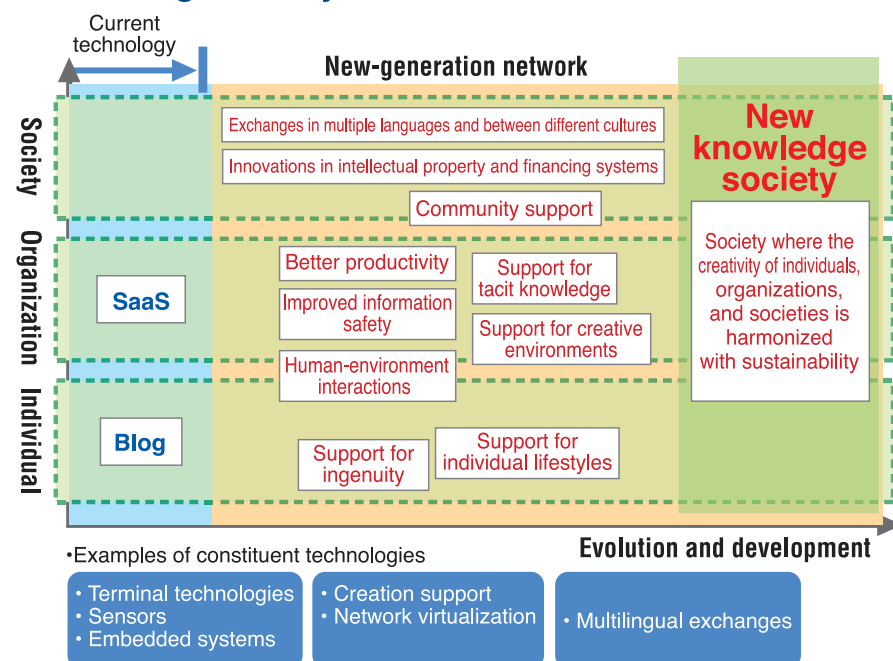 Current
technology
New-generation network
Society
Exchanges in multiple languages and between different cultures
Innovations in intellectual property and financing systems
Community support
New
knowledge
society
Society where the
creativity of individuals,
organizations,
and societies is
harmonized
with sustainability
Organization
SaaS
Better productivity
Improved information
safety
Support for
tacit knowledge
Support for creative
environments
Human-environment
interactions
Individual
Blog
Support for
ingenuity
Support for
individual lifestyles
Evolution and development
•Examples of constituent technologies
• Terminal technologies
• Sensors
• Embedded systems
• Creation support
• Network virtualization
• Multilingual exchanges